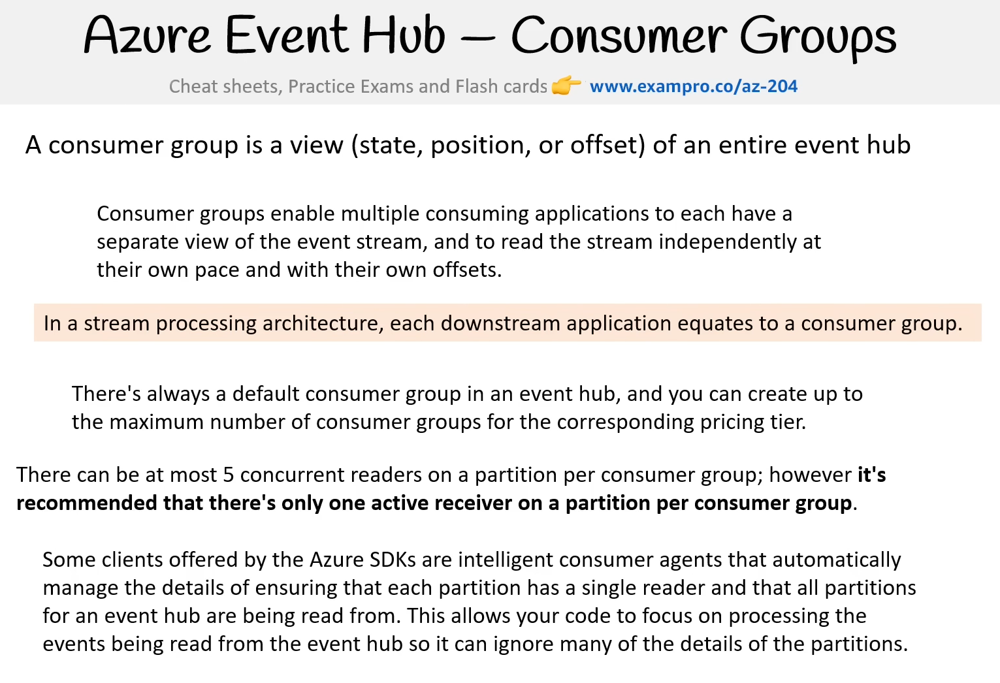 Azure Event Hub – Consumer Groups
Cheat sheets, Practice Exams and Flash cards 👉 www.exampro.co/az-204
A consumer group is a view (state, position, or offset) of an entire event hub
Consumer groups enable multiple consuming applications to each have a
separate view of the event stream, and to read the stream independently at
their own pace and with their own offsets.
In a stream processing architecture, each downstream application equates to a consumer group.
There's always a default consumer group in an event hub, and you can create up to
the maximum number of consumer groups for the corresponding pricing tier.
There can be at most 5 concurrent readers on a partition per consumer group; however it's
recommended that there's only one active receiver on a partition per consumer group.
Some clients offered by the Azure SDKs are intelligent consumer agents that automatically
manage the details of ensuring that each partition has a single reader and that all partitions
for an event hub are being read from. This allows your code to focus on processing the
events being read from the event hub so it can ignore many of the details of the partitions.